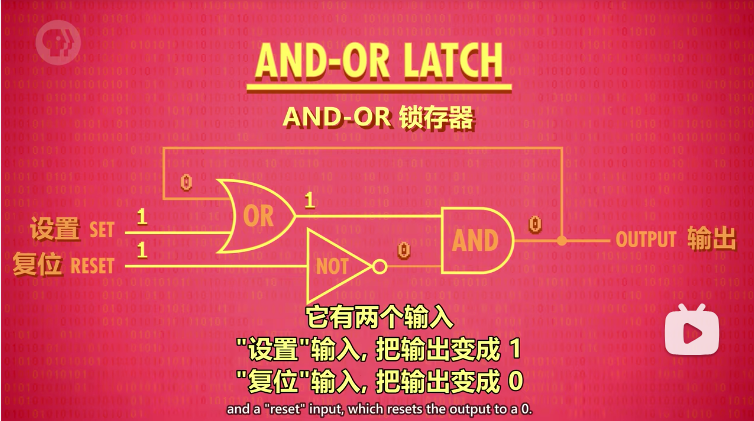 PBS
AND-OR LATCH
AND-OR 锁存器
0
OR
1
设置 SET 1
复位 RESET 1
NOT
0
AND
0
OUTPUT 输出
它有两个输入
"设置"输入, 把输出变成 1
"复位"输入, 把输出变成 0
and a "reset" input, which resets the output to a 0.